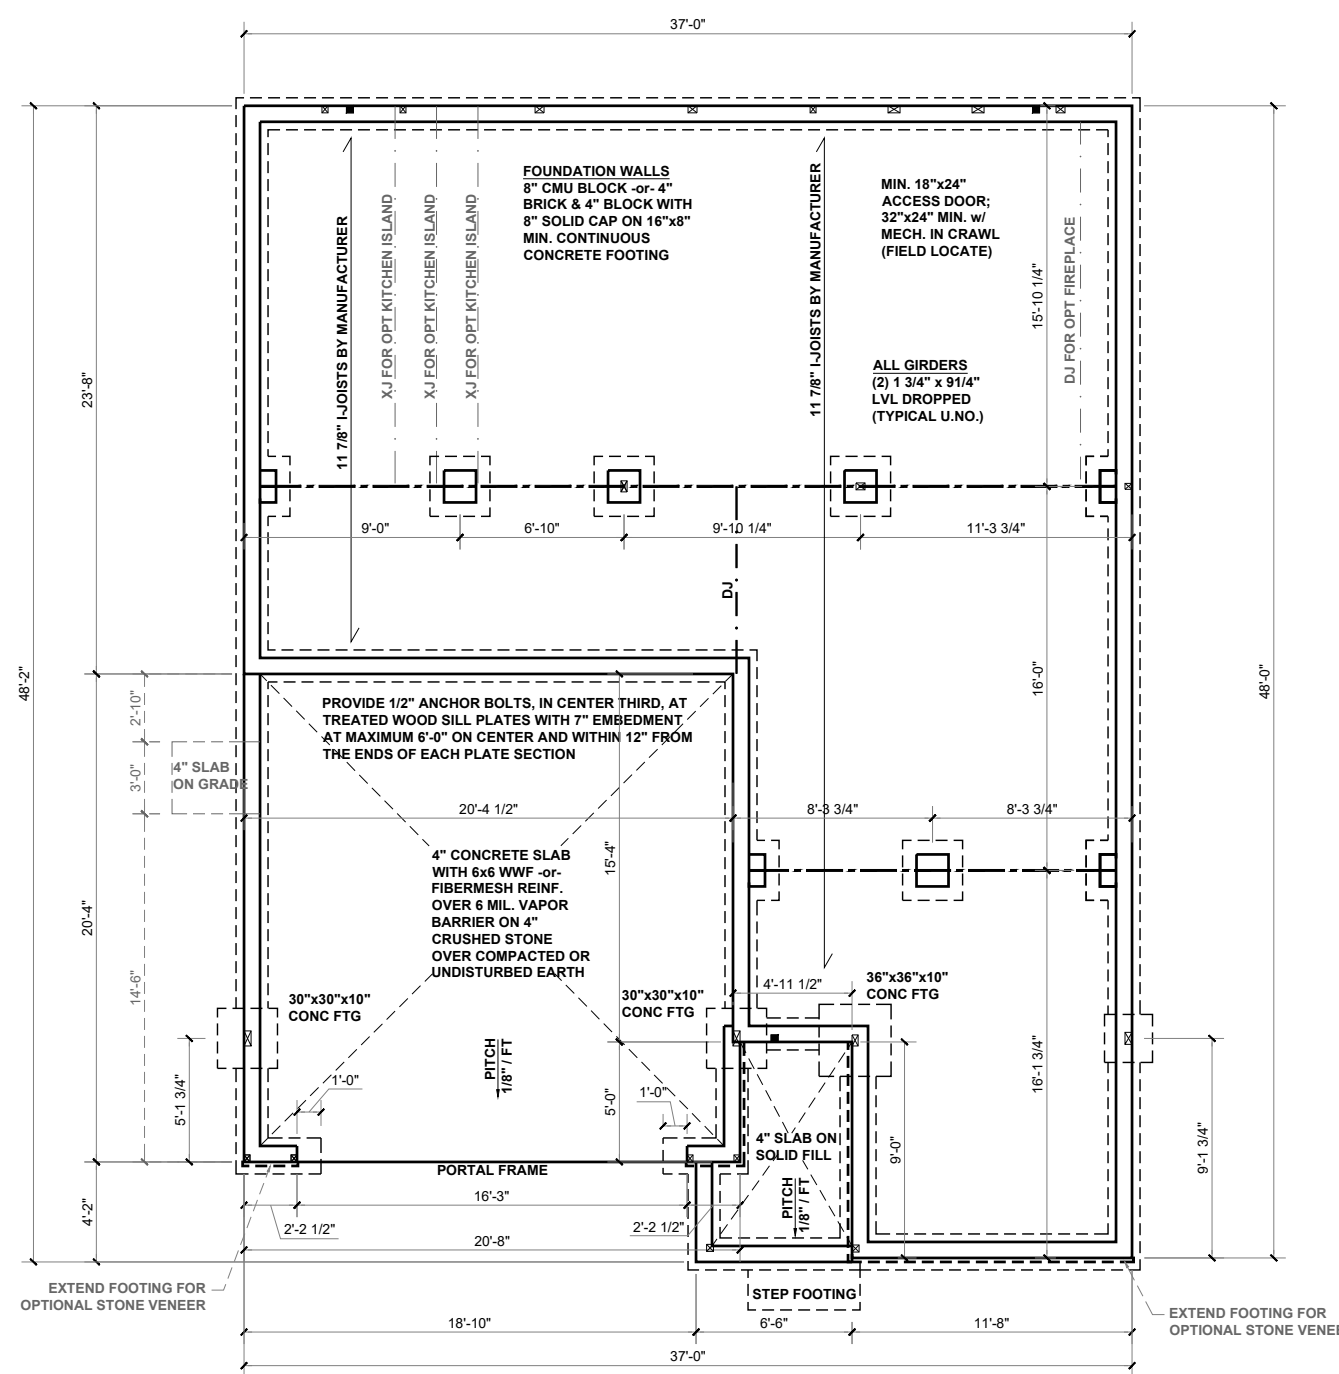 37'-0"
FOUNDATION WALLS
8" CMU BLOCK -or- 4"
BRICK & 4" BLOCK WITH
8" SOLID CAP ON 16"x8"
MIN. CONTINUOUS
CONCRETE FOOTING
MIN. 18"x24"
ACCESS DOOR;
32"x24" MIN. w/
MECH. IN CRAWL
(FIELD LOCATE)
11 7/8" I-JOISTS BY MANUFACTURER
XJ FOR OPT KITCHEN ISLAND
XJ FOR OPT KITCHEN ISLAND
XJ FOR OPT KITCHEN ISLAND
11 7/8" I-JOISTS BY MANUFACTURER
15'-10 1/4"
DJ FOR OPT FIREPLACE
23'-8"
ALL GIRDERS
(2) 1 3/4" x 91/4"
LVL DROPPED
(TYPICAL U.NO.)
9'-0"
6'-10"
9'-10 1/4"
11'-3 3/4"
DJ
48'-2"
16'-0"
48'-0"
2'-10"
3'-0"
4" SLAB
ON GRADE
PROVIDE 1/2" ANCHOR BOLTS, IN CENTER THIRD, AT
TREATED WOOD SILL PLATES WITH 7" EMBEDMENT
AT MAXIMUM 6'-0" ON CENTER AND WITHIN 12" FROM
THE ENDS OF EACH PLATE SECTION
20'-4 1/2"
8'-3 3/4"
8'-3 3/4"
15'-4"
4" CONCRETE SLAB
WITH 6x6 WWF -or-
FIBERMESH REINF.
OVER 6 MIL. VAPOR
BARRIER ON 4"
CRUSHED STONE
OVER COMPACTED OR
UNDISTURBED EARTH
20'-4"
14'-6"
30"x30"x10"
CONC FTG
30"x30"x10"
CONC FTG
4'-11 1/2"
36"x36"x10"
CONC FTG
PITCH
1/8" / FT
5'-1 3/4"
1'-0"
1'-0"
5'-0"
16'-1 3/4"
9'-0"
9'-1 3/4"
4" SLAB ON
SOLID FILL
PITCH
1/8" / FT
PORTAL FRAME
4'-2"
16'-3"
2'-2 1/2"
2'-2 1/2"
20'-8"
EXTEND FOOTING FOR
OPTIONAL STONE VENEER
STEP FOOTING
EXTEND FOOTING FOR
OPTIONAL STONE VENEE
18'-10"
6'-6"
11'-8"
37'-0"